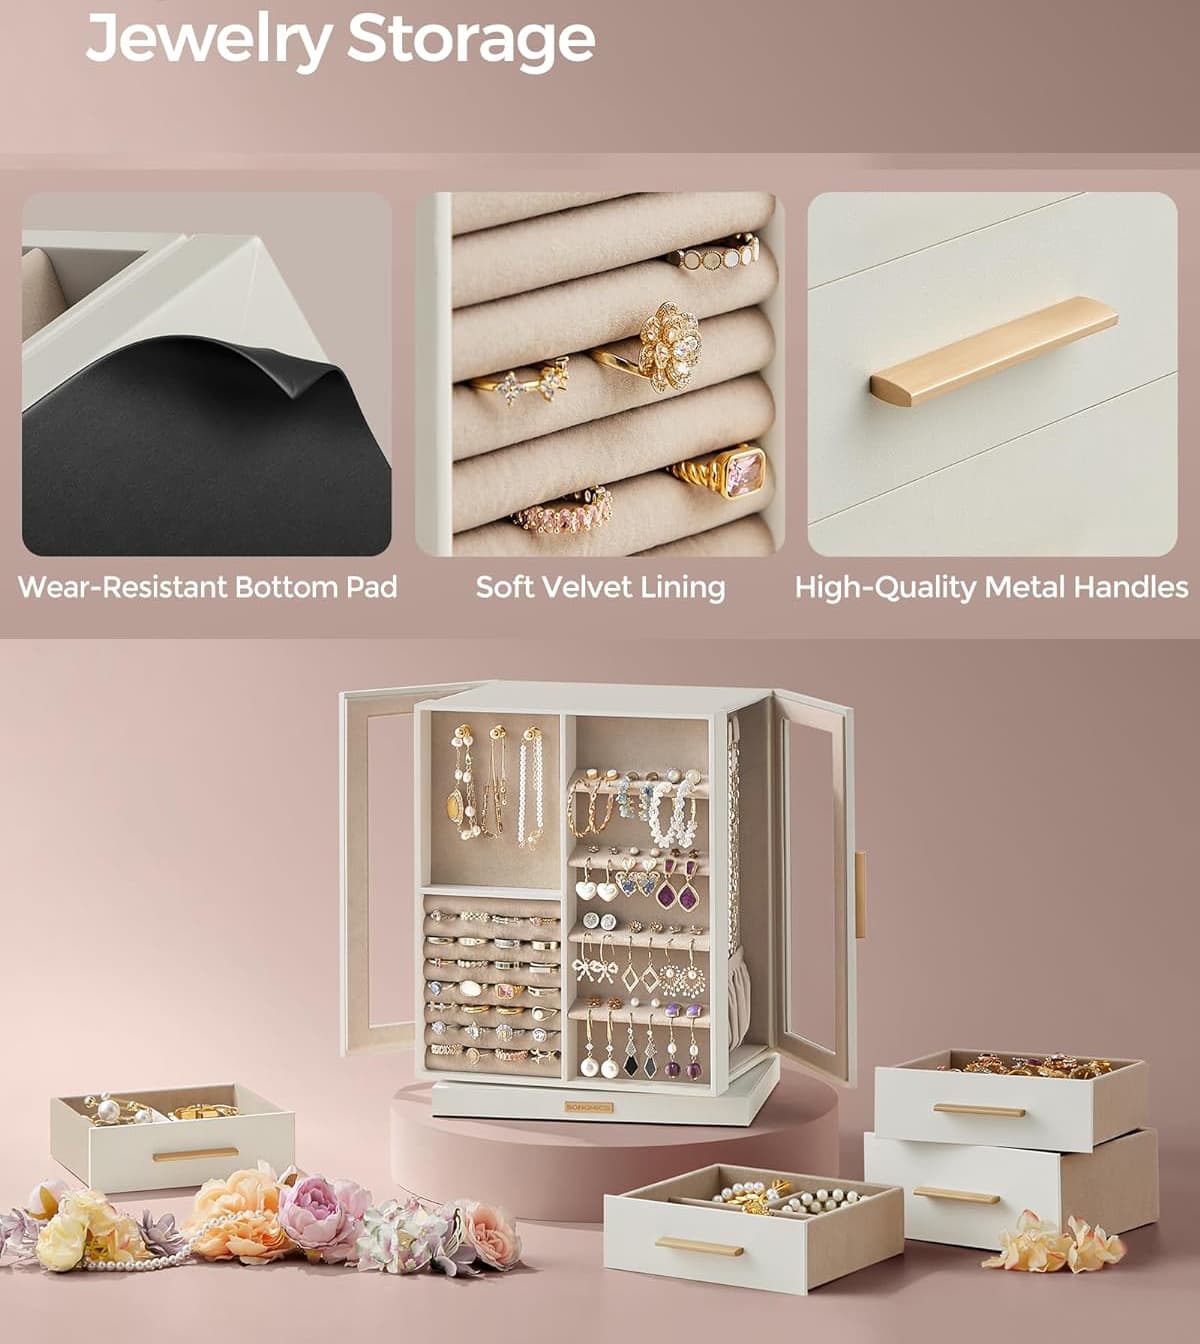 Jewelry Storage
Wear-Resistant Bottom Pad
Soft Velvet Lining
High-Quality Metal Handles
SONGMICS